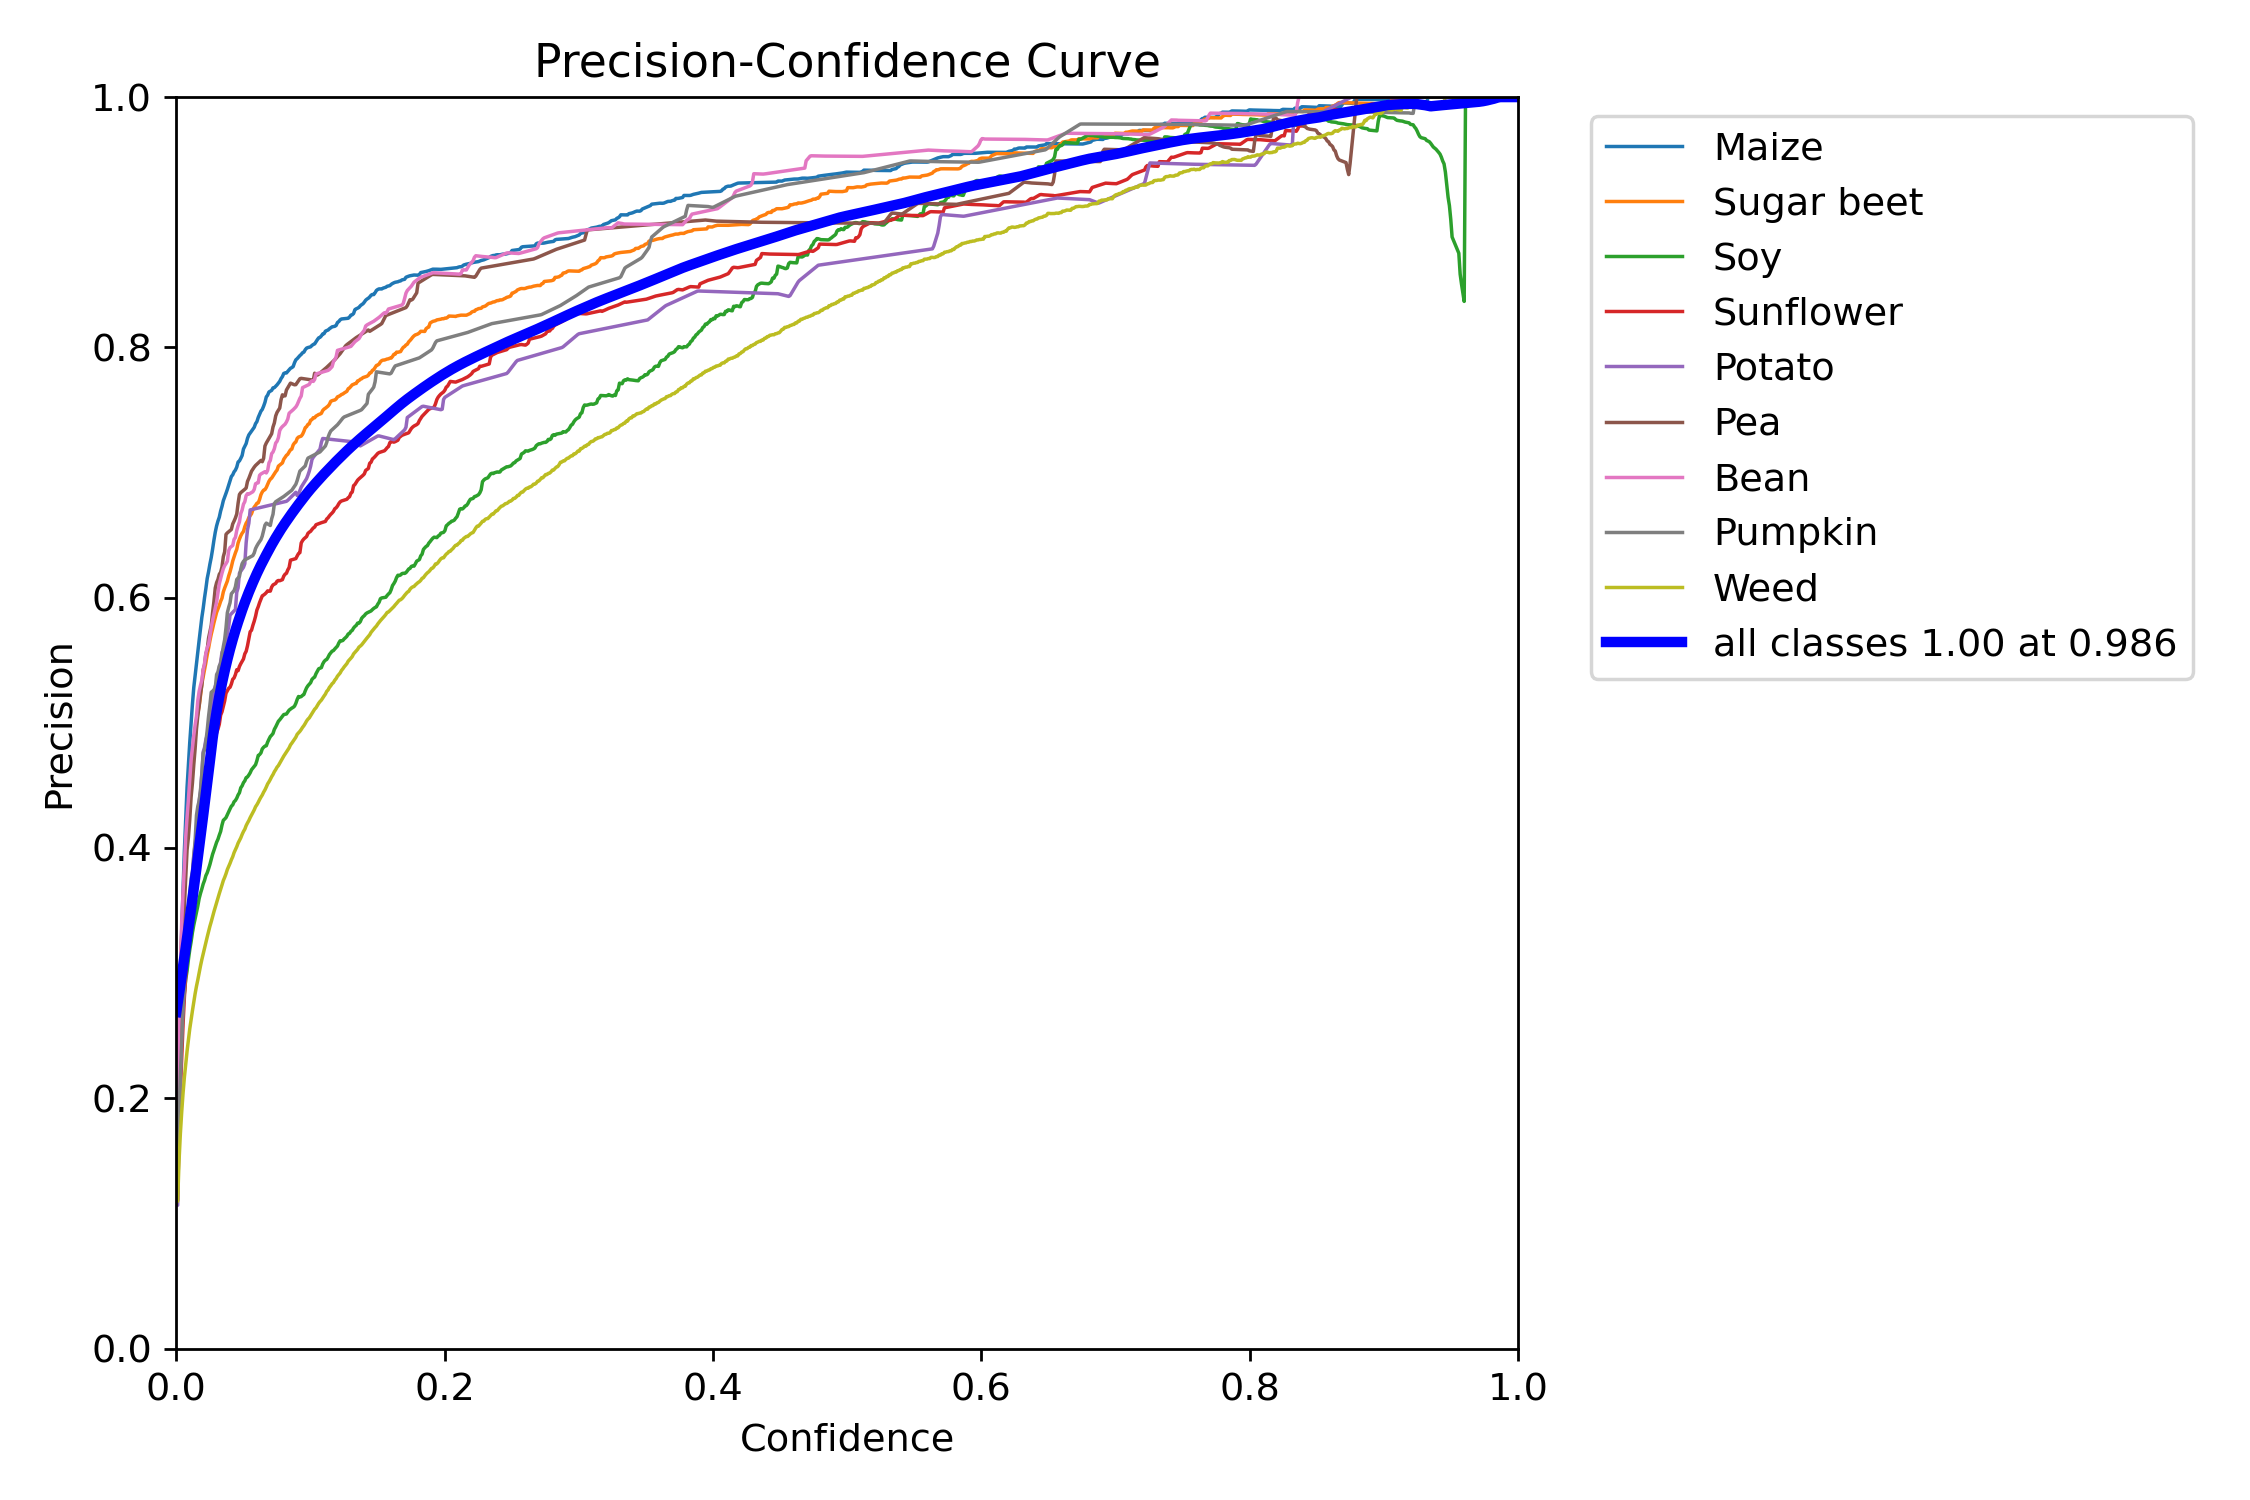 Precision-Confidence Curve
1.0
0.8
0.6
0.4
0.2
0.0
Precision
0.0 0.2 0.4 0.6 0.8 1.0
Confidence
Maize
Sugar beet
Soy
Sunflower
Potato
Pea
Bean
Pumpkin
Weed
all classes 1.00 at 0.986